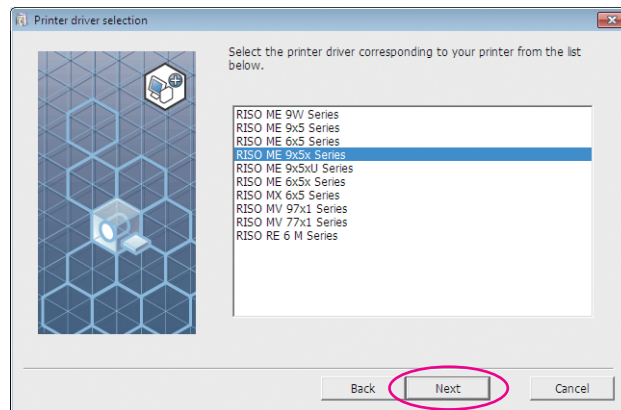 Printer driver selection
Select the printer driver corresponding to your printer from the list
below.
RISO ME 9W Series
RISO ME 9x5 Series
RISO ME 6x5 Series
RISO ME 9x5x Series
RISO ME 9x5xU Series
RISO ME 6x5x Series
RISO MX 6x5 Series
RISO MV 97x1 Series
RISO MV 77x1 Series
RISO RE 6 M Series
Back Next Cancel